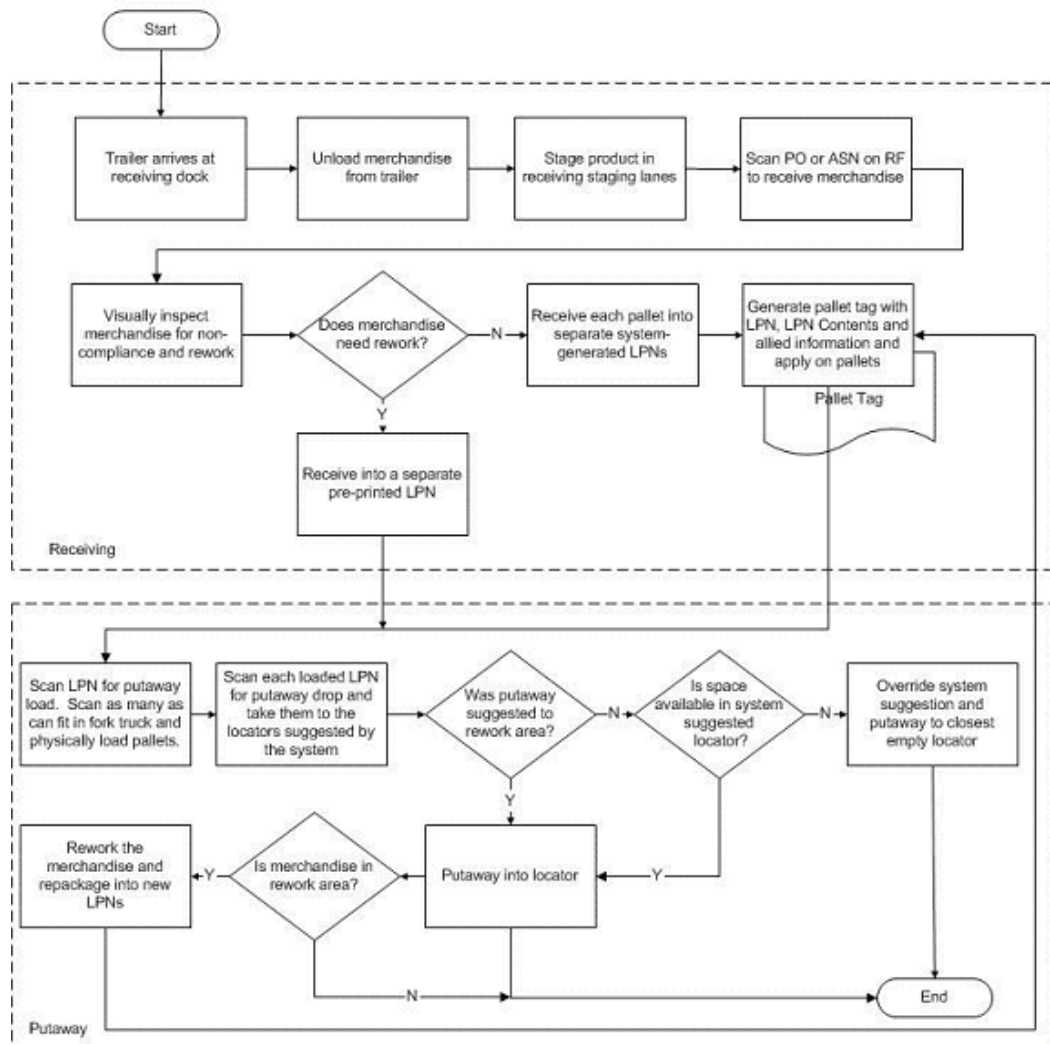 Start
Trailer arrives at
receiving dock
Unload merchandise
from trailer
Stage product in
receiving staging lanes
Scan PO or ASN on RF
to receive merchandise
Visually inspect
merchandise for non-
compliance and rework
Does merchandise
need rework?
N
Receive each pallet into
separate system-
generated LPNs
Generate pallet tag with
LPN, LPN Contents and
allied information and
apply on pallets
Pallet Tag
Y
Receive into a separate
pre-printed LPN
Receiving
Scan LPN for putaway
load. Scan as many as
can fit in fork truck and
physically load pallets.
Scan each loaded LPN
for putaway drop and
take them to the
locators suggested by
the system
Was putaway
suggested to
rework area?
N
Is space
available in system
suggested
locator?
N
Override system
suggestion and
putaway to closest
empty locator
Y
Rework the
merchandise and
repackage into new
LPNs
Y
Is merchandise in
rework area?
Putaway into locator
Y
N
End
Putaway